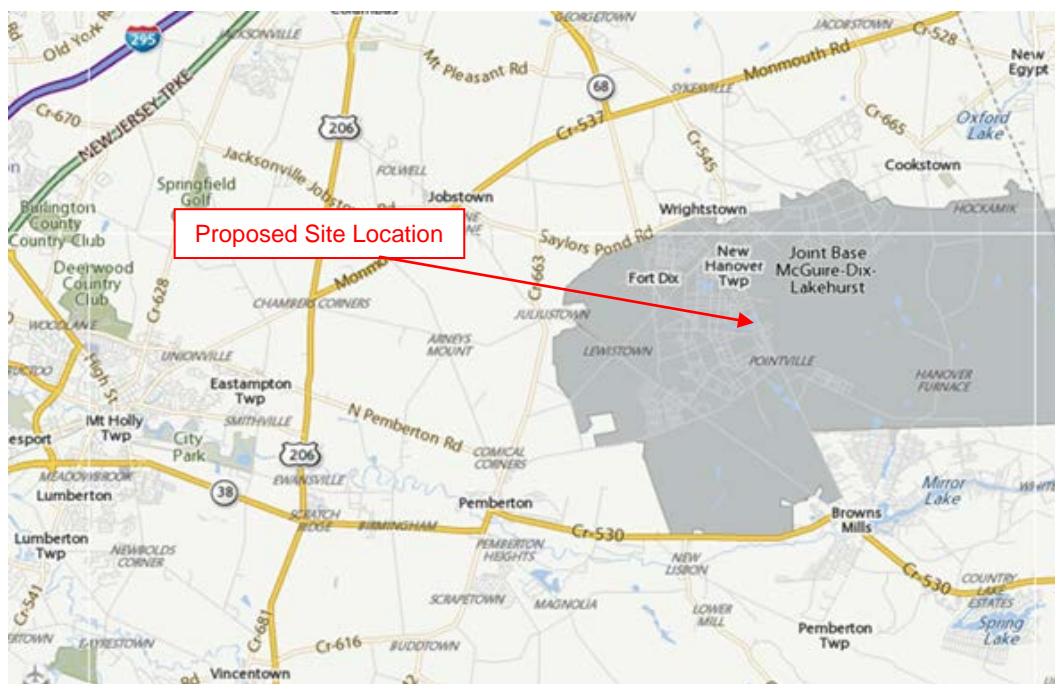 Columbus
GEORGETOWN
JACOBSTOWN
Old York Rd
295
JACKSONVILLE
Mt Pleasant Rd
68
Monmouth Rd
Cr-528
New
Egypt
SYKESVILLE
NEW JERSEY TPKE
Cr-670
206
Cr-537
Cr-545
Cr-665
Oxford
Lake
Jacksonville Jobstown Rd
FOLWELL
Cookstown
Springfield
Golf
Jobstown
Wrightstown
HOCKAMIK
Burlington
County
Country Club
Proposed Site Location
Saylors Pond Rd
New
Hanover
Twp
Joint Base
McGuire-Dix-
Lakehurst
Fort Dix
Deerwood
Country
Club
Cr-628
CHAMBERS CORNERS
Cr-663
JULIUSTOWN
WOODLANE
ARNEYS
MOUNT
LEWISTOWN
POINTVILLE
HANOVER
FURNACE
UNIONVILLE
High St
Eastampton
Twp
SMITHVILLE
N Pemberton Rd
Mt Holly
Twp
City
Park
206
COMICAL
CORNERS
EWANSVILLE
MEADOWBROOK
38
Mirror
Lake
Lumberton
SCRATCH
RIDGE
BIRMINGHAM
Pemberton
Cr-530
Browns
Mills
Lumberton
Twp
NEWBOLDS
CORNER
PEMBERTON
HEIGHTS
NEW
LISBON
Cr-530
COUNTRY
LAKE
ESTATES
Cr-541
SCRAPETOWN
MAGNOLIA
LOWER
MILL
Spring
Lake
Cr-681
Pemberton
Twp
EAYRESTOWN
Cr-616
BUDDTOWN
Vincentown
Rd